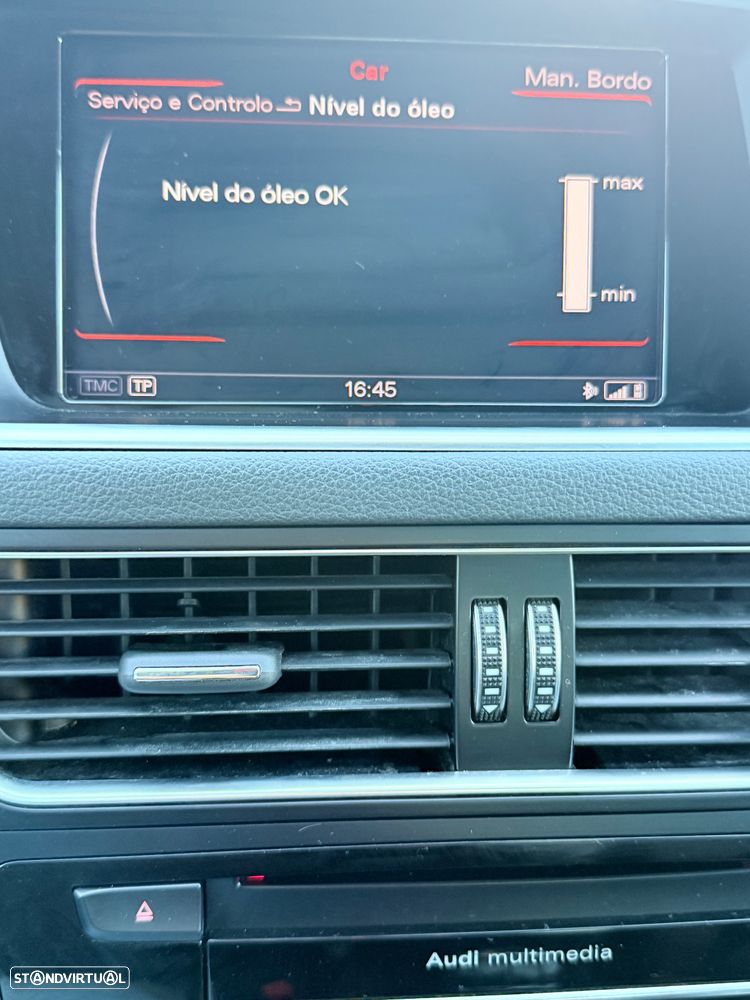 Car
Man. Bordo
Serviço e Controlo Nível do óleo
Nível do óleo OK
max
min
TMC TP 16:45
Audi multimedia
STANDVIRTUAL